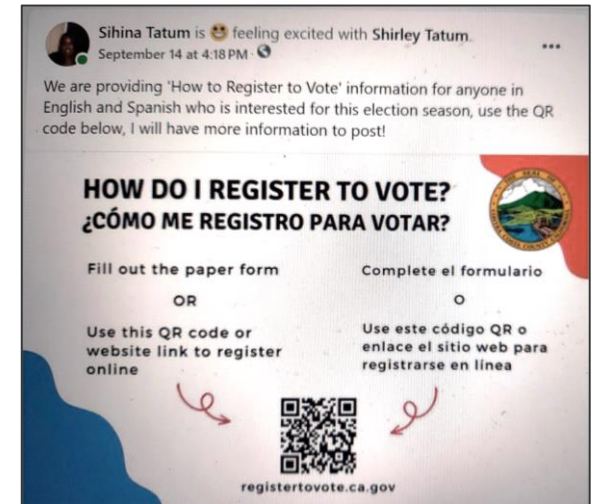 Sihina Tatum is 😃 feeling excited with Shirley Tatum.
September 14 at 4:18 PM ·
We are providing 'How to Register to Vote' information for anyone in
English and Spanish who is interested for this election season, use the QR
code below, I will have more information to post!
HOW DO I REGISTER TO VOTE?
¿CÓMO ME REGISTRO PARA VOTAR?
Fill out the paper form
OR
Use this QR code or
website link to register
online
Complete el formulario
O
Use este código QR o
enlace el sitio web para
registrarse en línea
registertovote.ca.gov